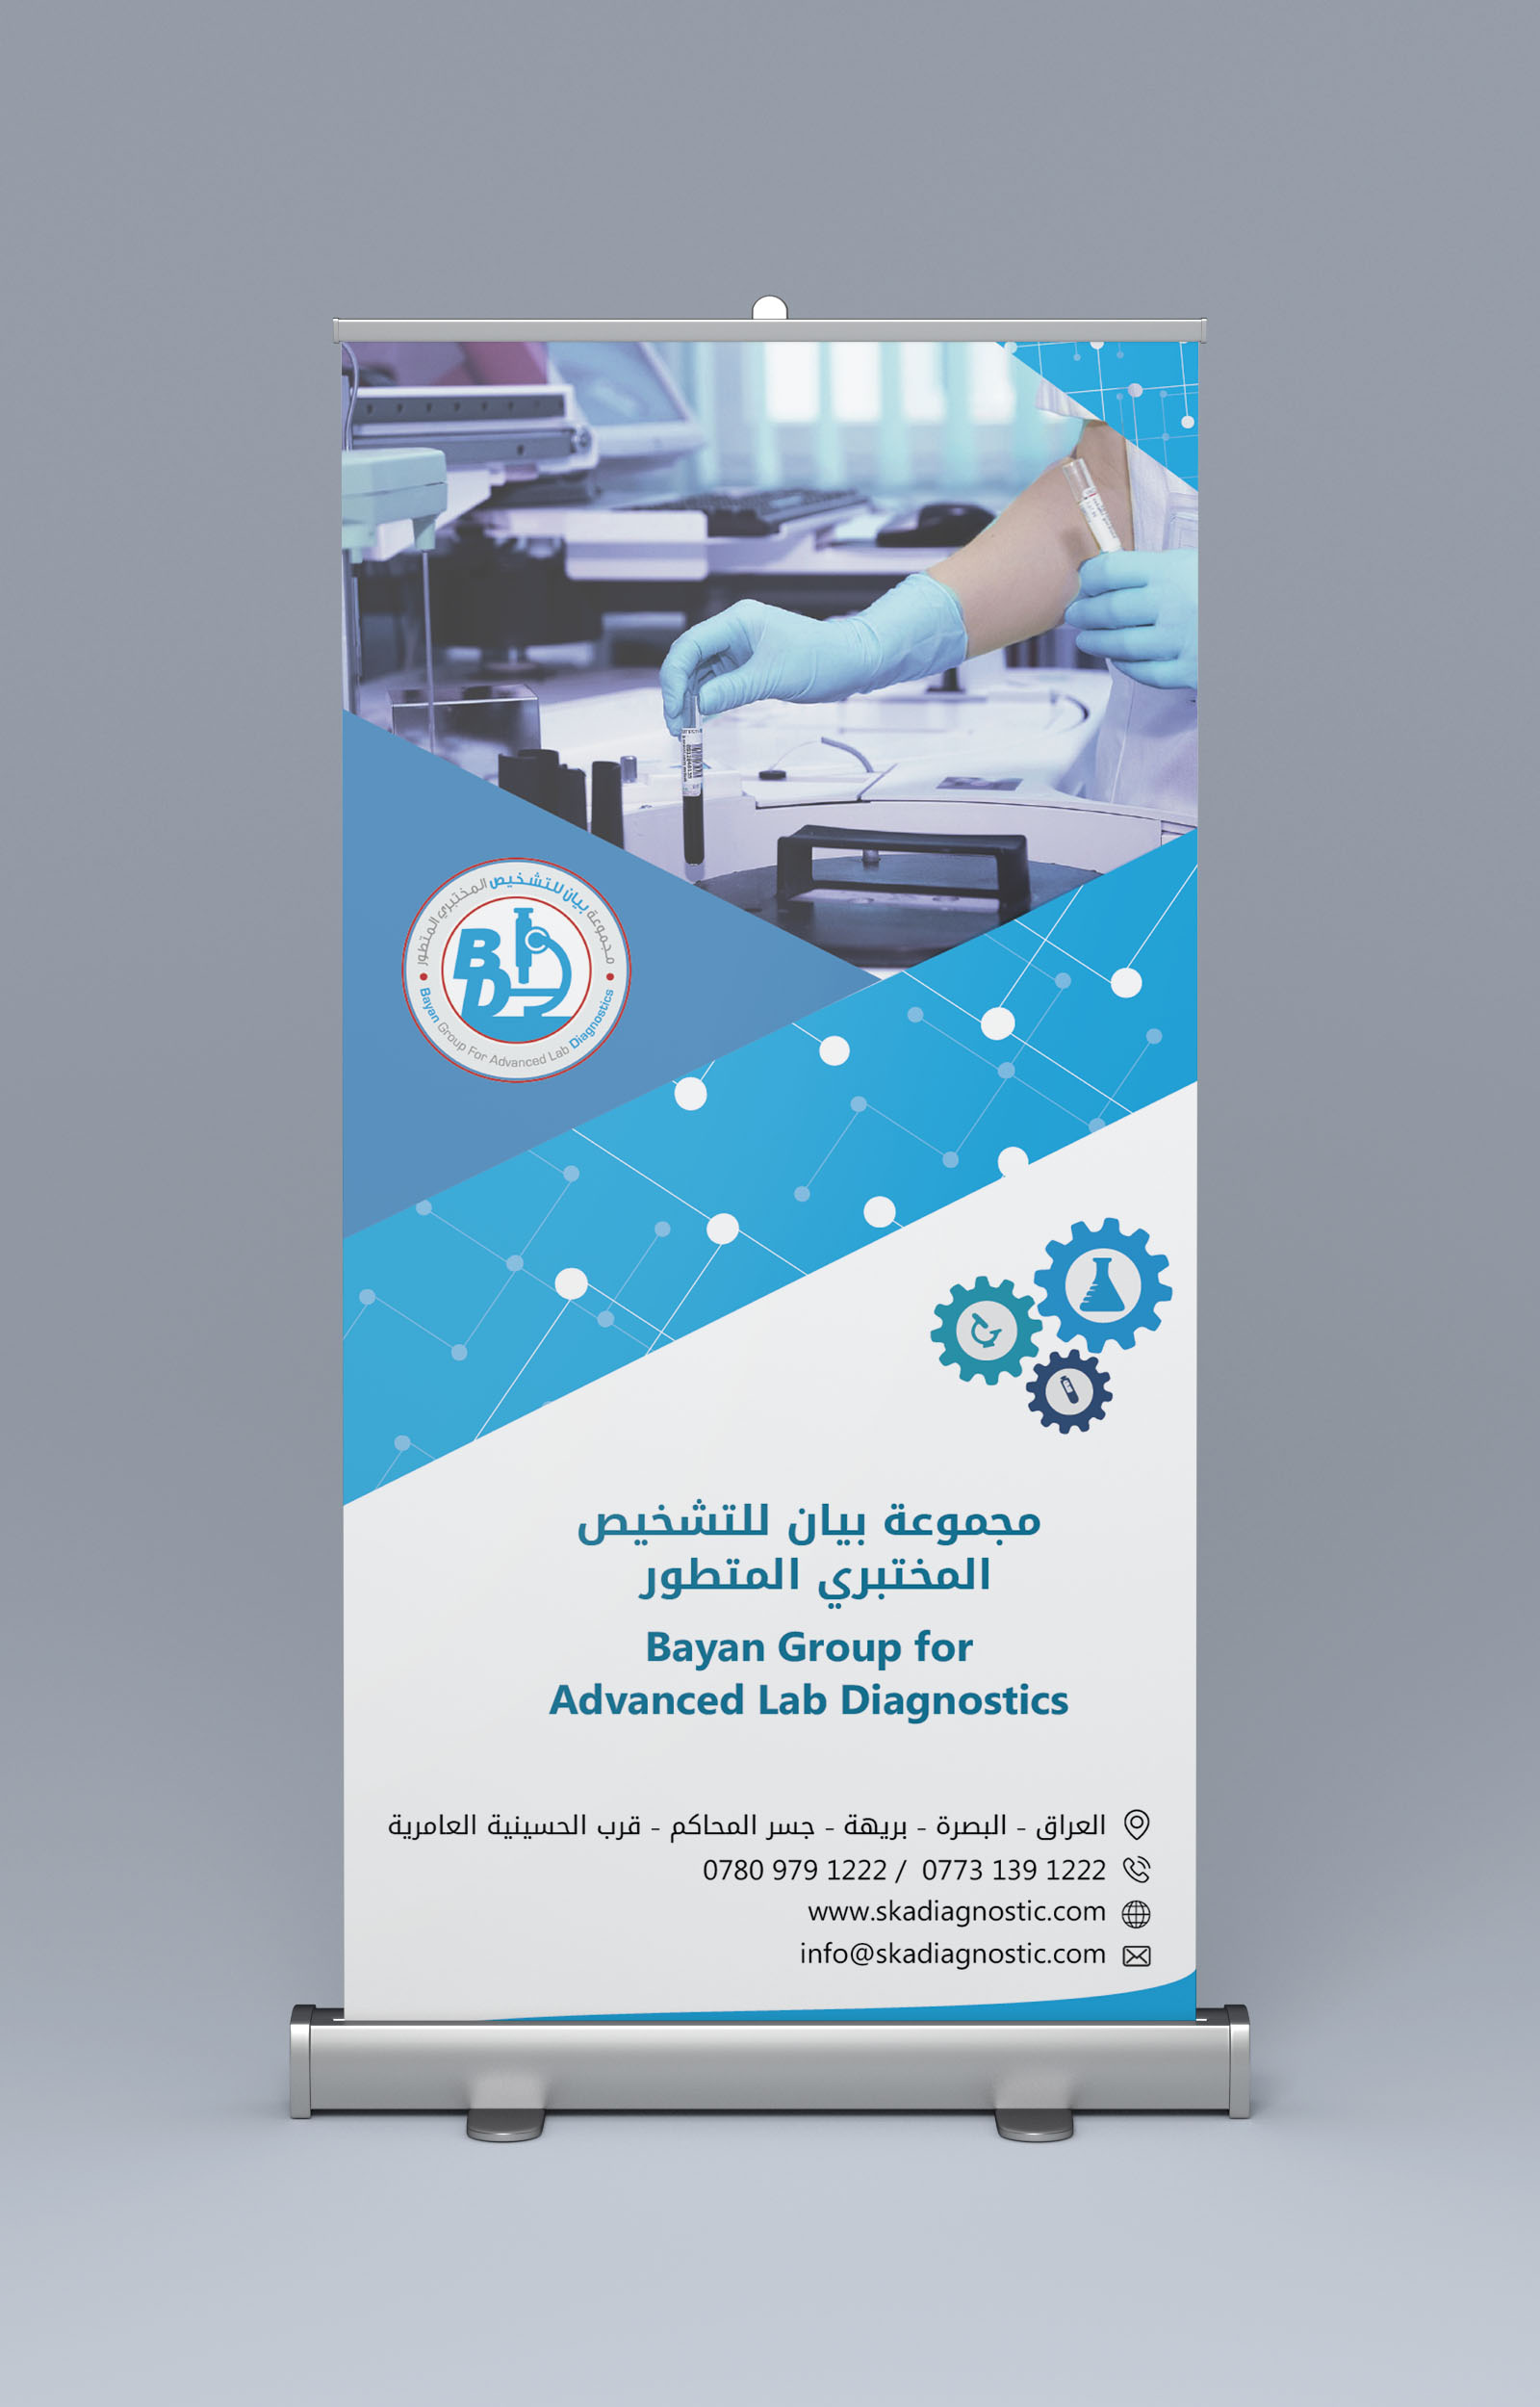 مجموعة بيان للتشخيص المختبري المتطور
BD
Bayan Group For Advanced Lab Diagnostics
مجموعة بيان للتشخيص
المختبري المتطور
Bayan Group for
Advanced Lab Diagnostics
العراق - البصرة - بريهة - جسر المحاكم - قرب الحسينية العامرية
0780 979 1222 / 0773 139 1222
www.skadiagnostic.com
info@skadiagnostic.com